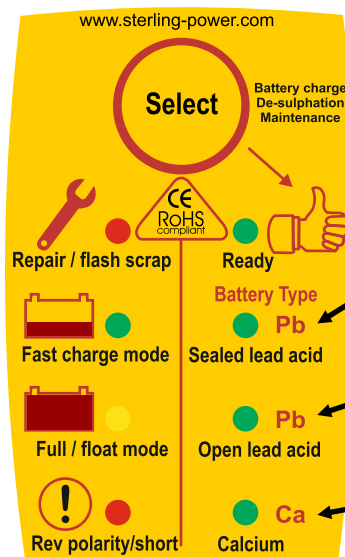 www.sterling-power.com
Select
Battery charge
De-sulphation
Maintenance
CE
RoHS
compliant
Repair / flash scrap
Ready
Battery Type
Pb
Fast charge mode
Sealed lead acid
Pb
Full / float mode
Open lead acid
!
Ca
Rev polarity/short
Calcium